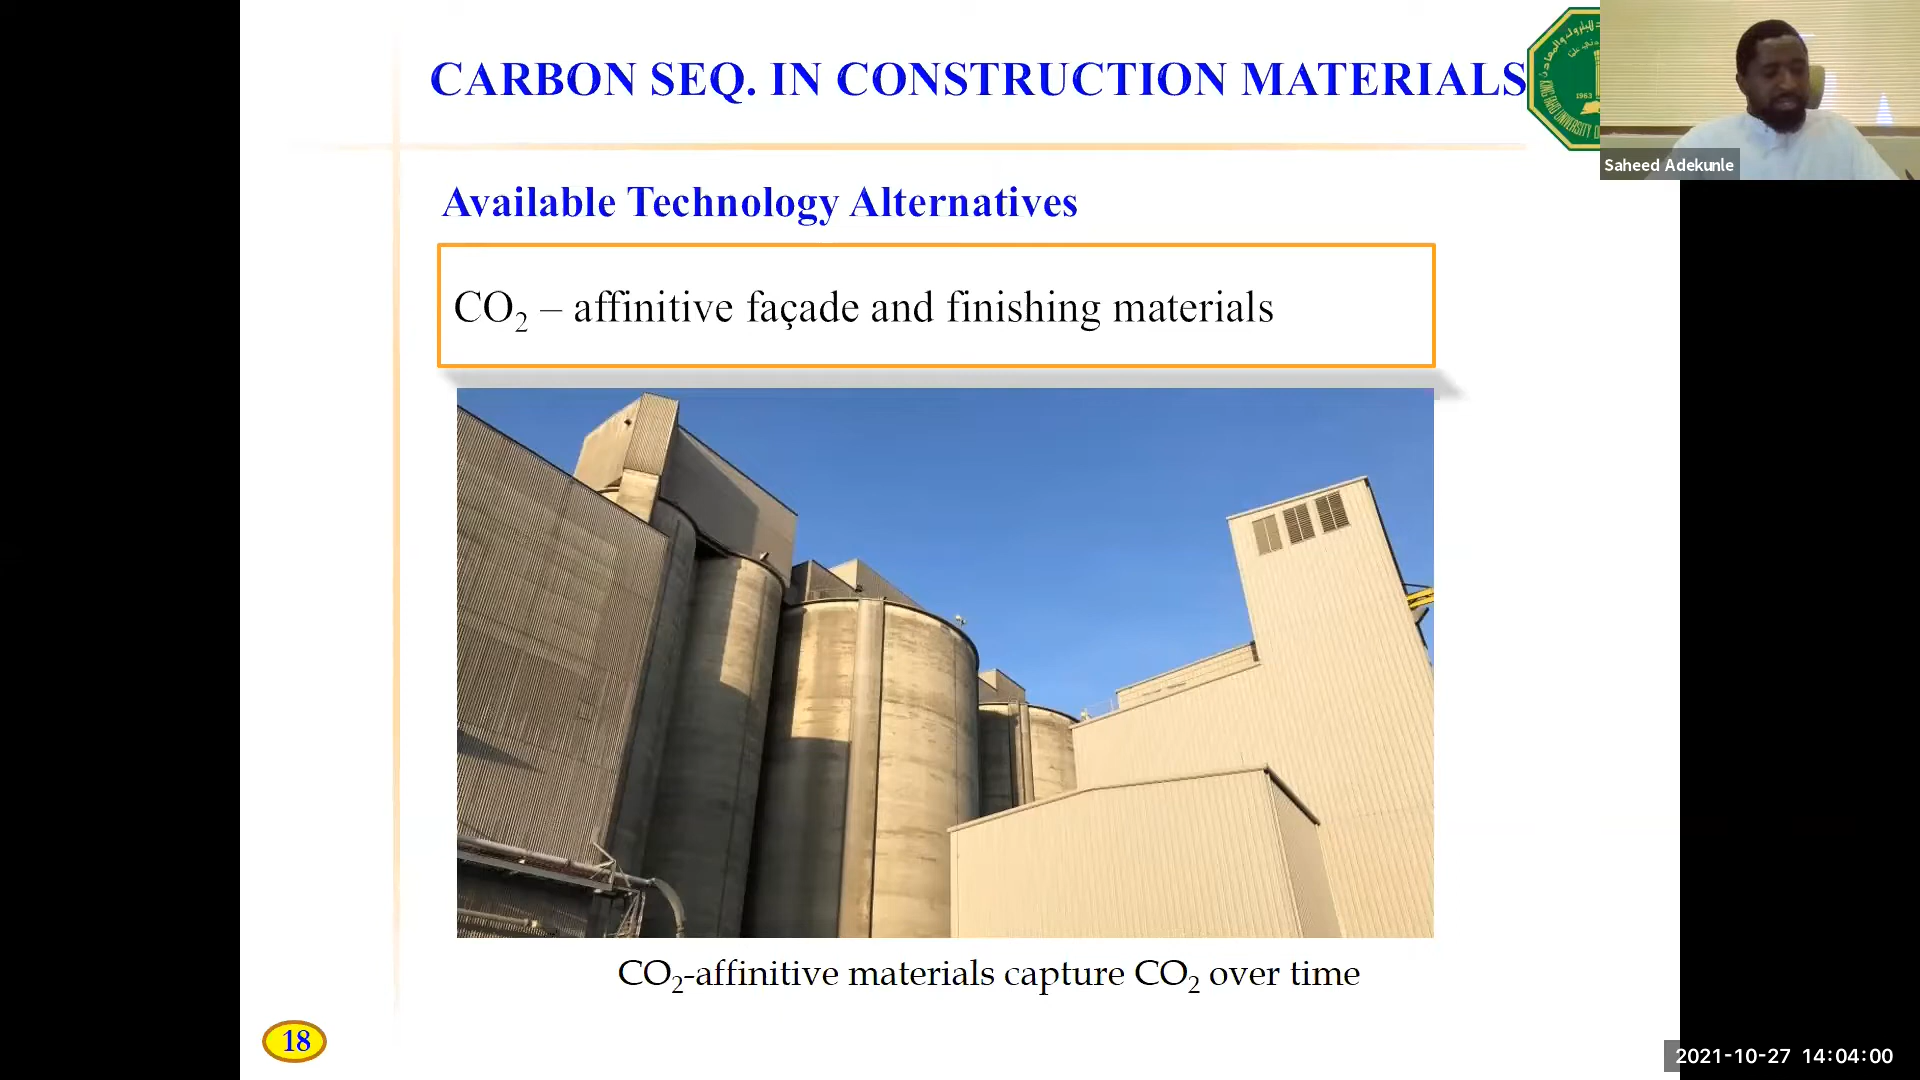 CARBON SEQ. IN CONSTRUCTION MATERIALS
1963
Saheed Adekunle
Available Technology Alternatives
CO₂ – affinitive façade and finishing materials
CO₂-affinitive materials capture CO₂ over time
18
2021-10-27 14:04:00